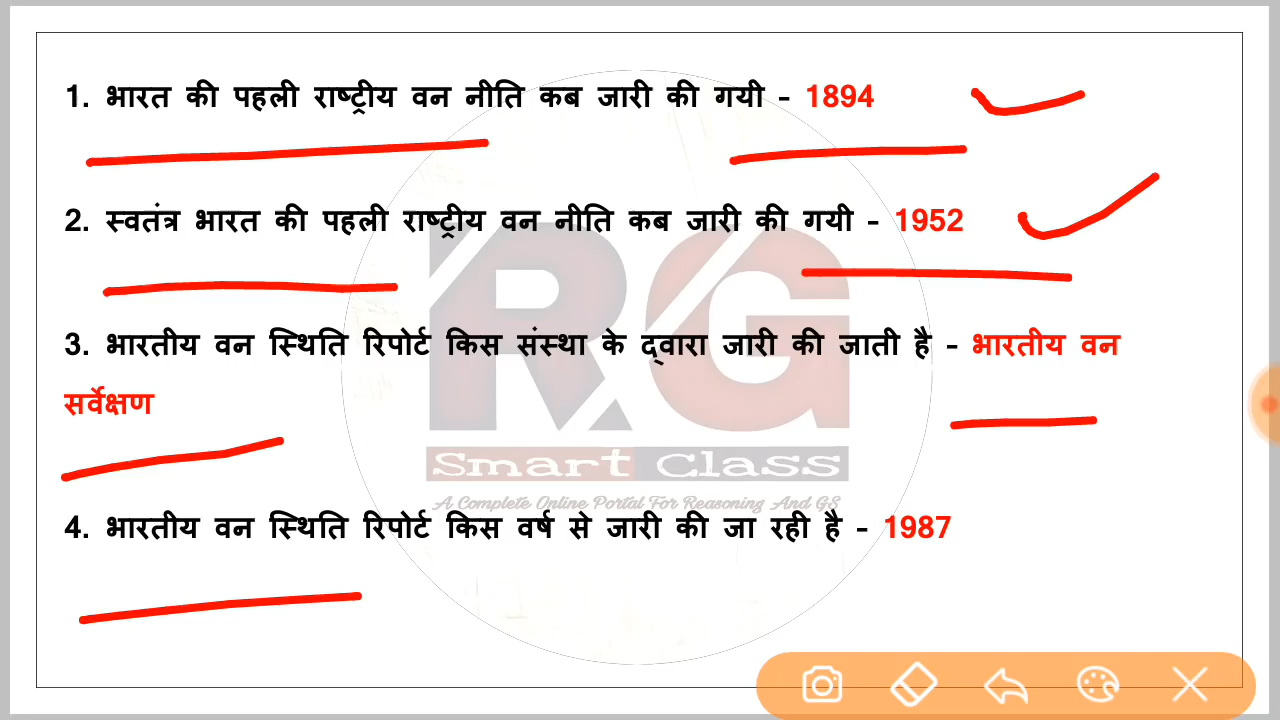 1. भारत की पहली राष्ट्रीय वन नीति कब जारी की गयी - 1894
2. स्वतंत्र भारत की पहली राष्ट्रीय वन नीति कब जारी की गयी - 1952
3. भारतीय वन स्थिति रिपोर्ट किस संस्था के द्वारा जारी की जाती है - भारतीय वन
सर्वेक्षण
RG
Smart Class
A Complete Online Portal For Reasoning And GS
4. भारतीय वन स्थिति रिपोर्ट किस वर्ष से जारी की जा रही है - 1987